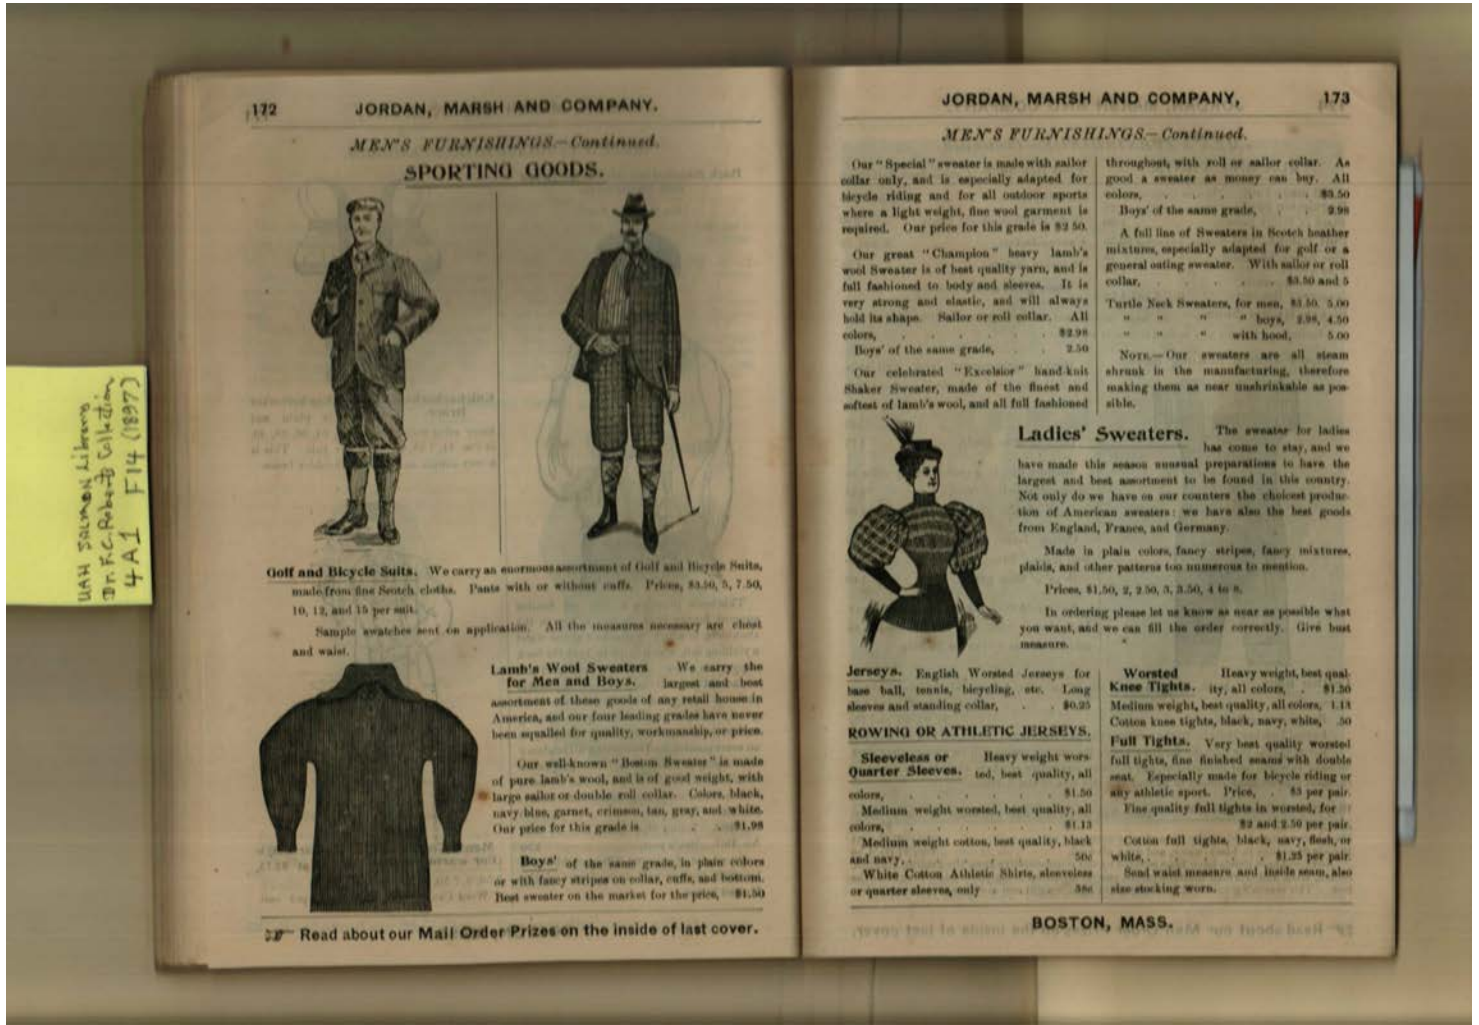 UAH SALMON Library
Dr. F.C. Roberts Collection
4A1 F14 (1897)
172 JORDAN, MARSH AND COMPANY.
MEN'S FURNISHINGS.—Continued.
SPORTING GOODS.
Golf and Bicycle Suits. We carry an enormous assortment of Golf and Bicycle Suits,
made from fine Scotch cloths. Pants with or without cuffs. Prices, $3.50, 5, 7.50,
10, 12, and 15 per suit.
Sample swatches sent on application. All the measures necessary are chest
and waist.
Lamb's Wool Sweaters We carry the
for Men and Boys. largest and best
assortment of these goods of any retail house in
America, and our four leading grades have never
been equalled for quality, workmanship, or price.
Our well-known "Boston Sweater" is made
of pure lamb's wool, and is of good weight, with
large sailor or double roll collar. Colors, black,
navy blue, garnet, crimson, tan, gray, and white.
Our price for this grade is . . . $1.98
Boys' of the same grade, in plain colors
or with fancy stripes on collar, cuffs, and bottom.
Best sweater on the market for the price, $1.50
Read about our Mail Order Prizes on the inside of last cover.
JORDAN, MARSH AND COMPANY, 173
MEN'S FURNISHINGS.—Continued.
Our "Special" sweater is made with sailor
collar only, and is especially adapted for
bicycle riding and for all outdoor sports
where a light weight, fine wool garment is
required. Our price for this grade is $2.50.
Our great "Champion" heavy lamb's
wool Sweater is of best quality yarn, and is
full fashioned to body and sleeves. It is
very strong and elastic, and will always
hold its shape. Sailor or roll collar. All
colors, . . . . . $2.98
Boys' of the same grade, . . 2.50
Our celebrated "Excelsior" hand-knit
Shaker Sweater, made of the finest and
softest of lamb's wool, and all full fashioned
throughout, with roll or sailor collar. As
good a sweater as money can buy. All
colors, . . . . . . $3.50
Boys' of the same grade, . . 2.98
A full line of Sweaters in Scotch heather
mixtures, especially adapted for golf or a
general outing sweater. With sailor or roll
collar, . . . . . $3.50 and 5
Turtle Neck Sweaters, for men, $3.50, 5.00
" " " " boys, 2.98, 4.50
" " " with hood, 5.00
NOTE.—Our sweaters are all steam
shrunk in the manufacturing, therefore
making them as near unshrinkable as pos-
sible.
Ladies' Sweaters. The sweater for ladies
has come to stay, and we
have made this season unusual preparations to have the
largest and best assortment to be found in this country.
Not only do we have on our counters the choicest produc-
tion of American sweaters: we have also the best goods
from England, France, and Germany.
Made in plain colors, fancy stripes, fancy mixtures,
plaids, and other patterns too numerous to mention.
Prices, $1.50, 2, 2.50, 3, 3.50, 4 to 8.
In ordering please let us know as near as possible what
you want, and we can fill the order correctly. Give bust
measure.
Jerseys. English Worsted Jerseys for
base ball, tennis, bicycling, etc. Long
sleeves and standing collar, . . $0.25
ROWING OR ATHLETIC JERSEYS.
Sleeveless or Heavy weight wors-
Quarter Sleeves. ted, best quality, all
colors, . . . . . $1.50
Medium weight worsted, best quality, all
colors, . . . . . $1.13
Medium weight cotton, best quality, black
and navy, . . . . . 50c
White Cotton Athletic Shirts, sleeveless
or quarter sleeves, only . . . 38c
Worsted Heavy weight, best qual-
Knee Tights. ity, all colors, . $1.50
Medium weight, best quality, all colors, 1.13
Cotton knee tights, black, navy, white, .50
Full Tights. Very best quality worsted
full tights, fine finished seams with double
seat. Especially made for bicycle riding or
any athletic sport. Price, . $3 per pair.
Fine quality full tights in worsted, for
$2 and 2.50 per pair.
Cotton full tights, black, navy, flesh, or
white, . . . . $1.25 per pair.
Send waist measure and inside seam, also
size stocking worn.
BOSTON, MASS.